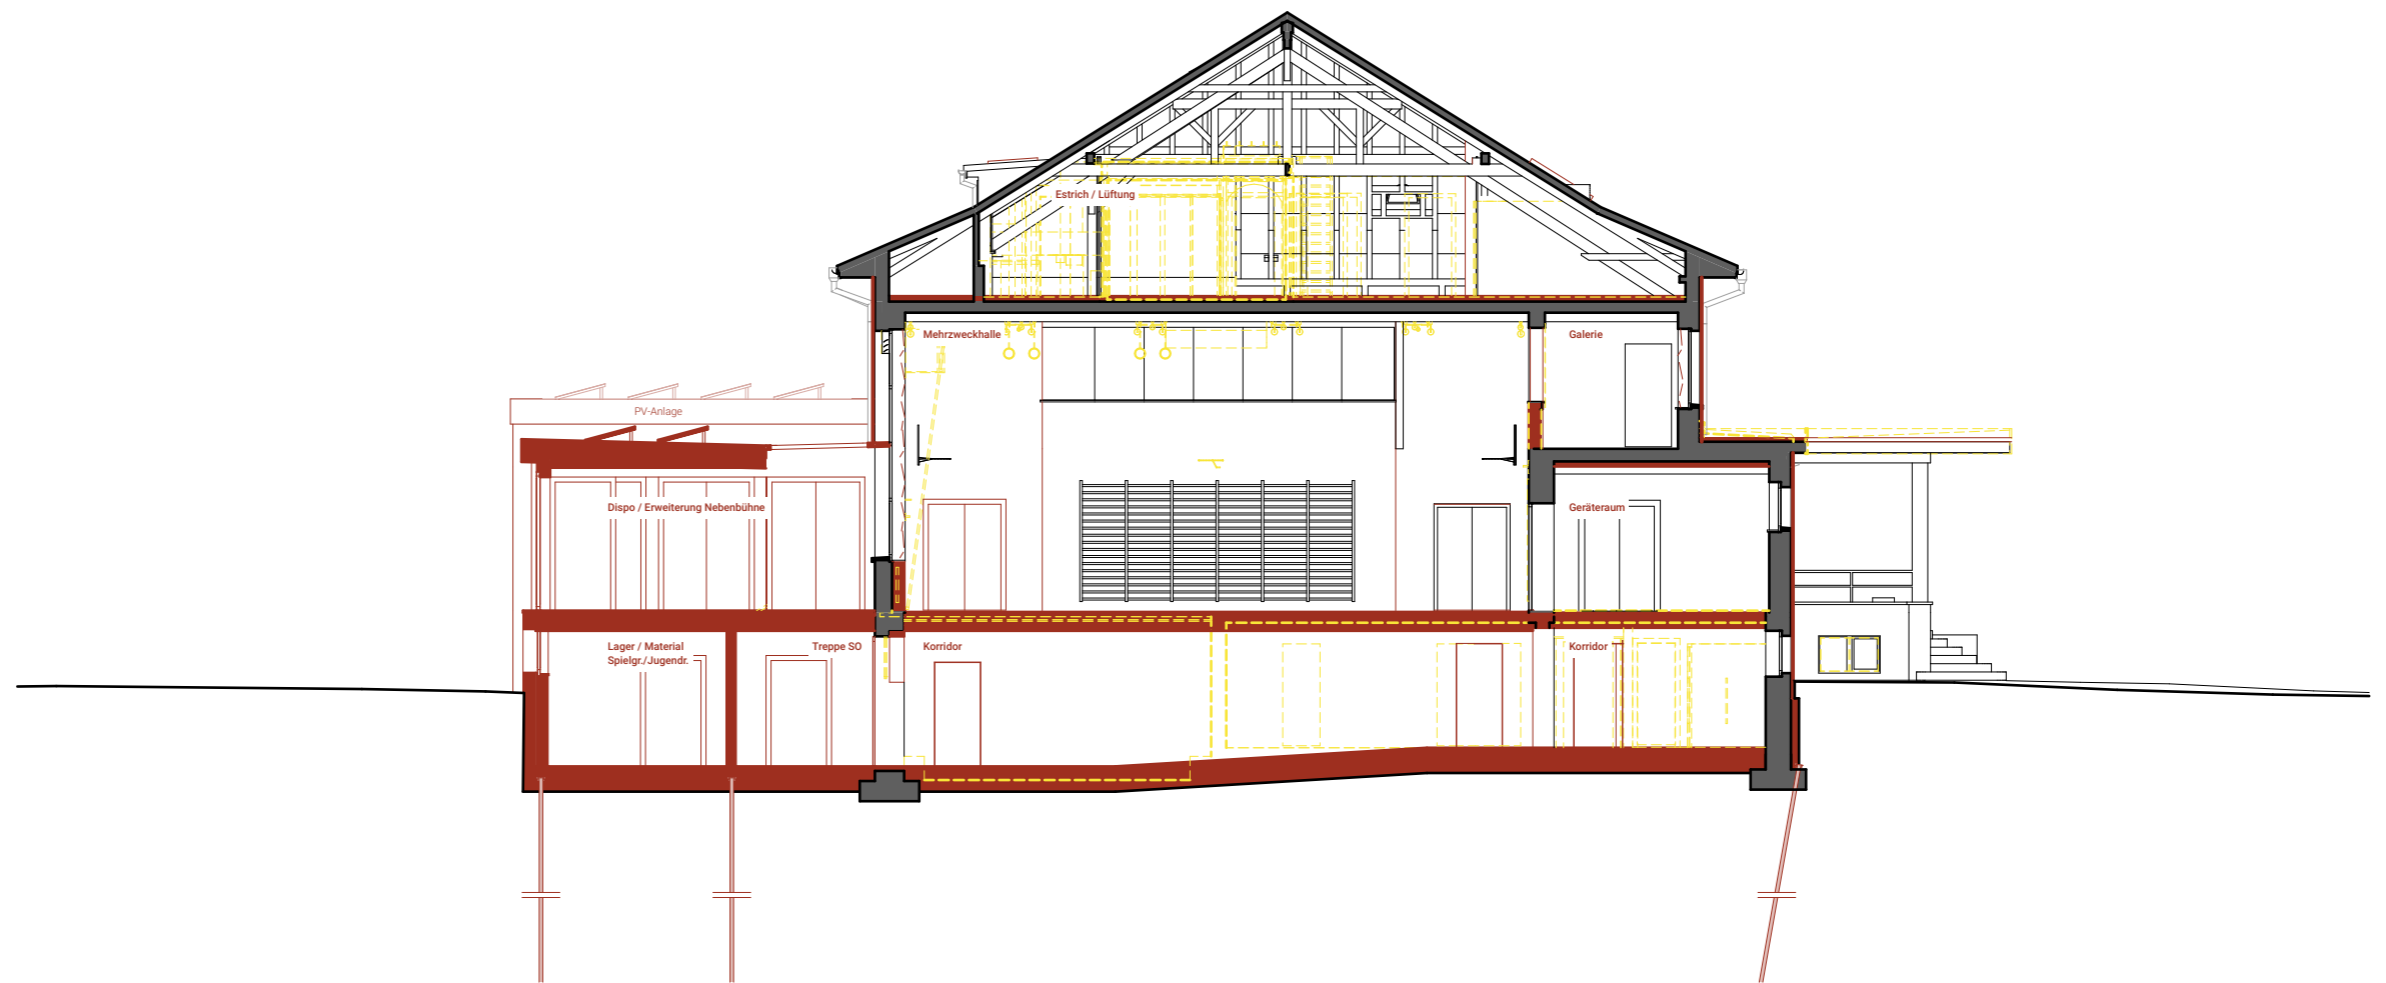 Estrich / Lüftung
Mehrzweckhalle
Galerie
PV-Anlage
Dispo / Erweiterung Nebenbühne
Geräteraum
Lager / Material
Spielgr./Jugendr.
Treppe SO
Korridor
Korridor